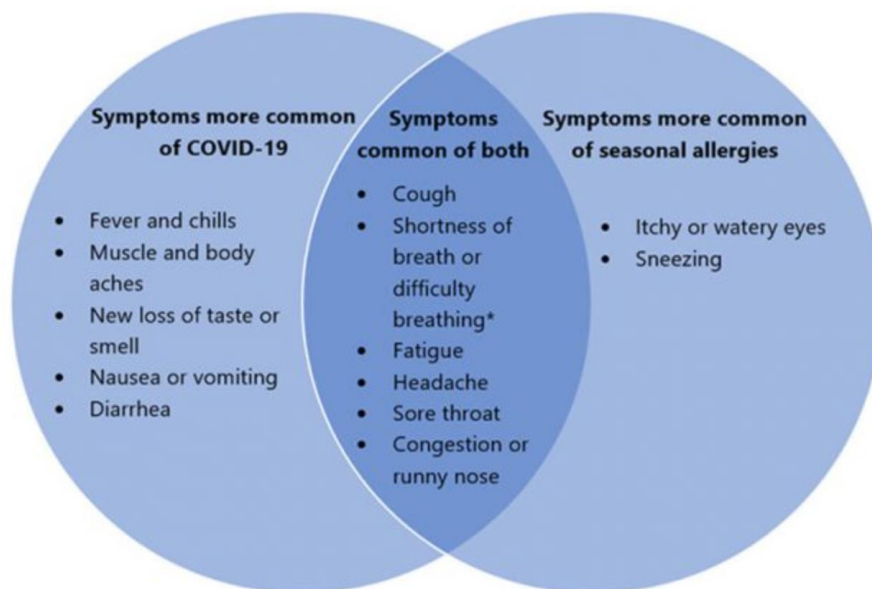 Symptoms more common
of COVID-19
• Fever and chills
• Muscle and body
aches
• New loss of taste or
smell
• Nausea or vomiting
• Diarrhea
Symptoms
common of both
• Cough
• Shortness of
breath or
difficulty
breathing*
• Fatigue
• Headache
• Sore throat
• Congestion or
runny nose
Symptoms more common
of seasonal allergies
• Itchy or watery eyes
• Sneezing